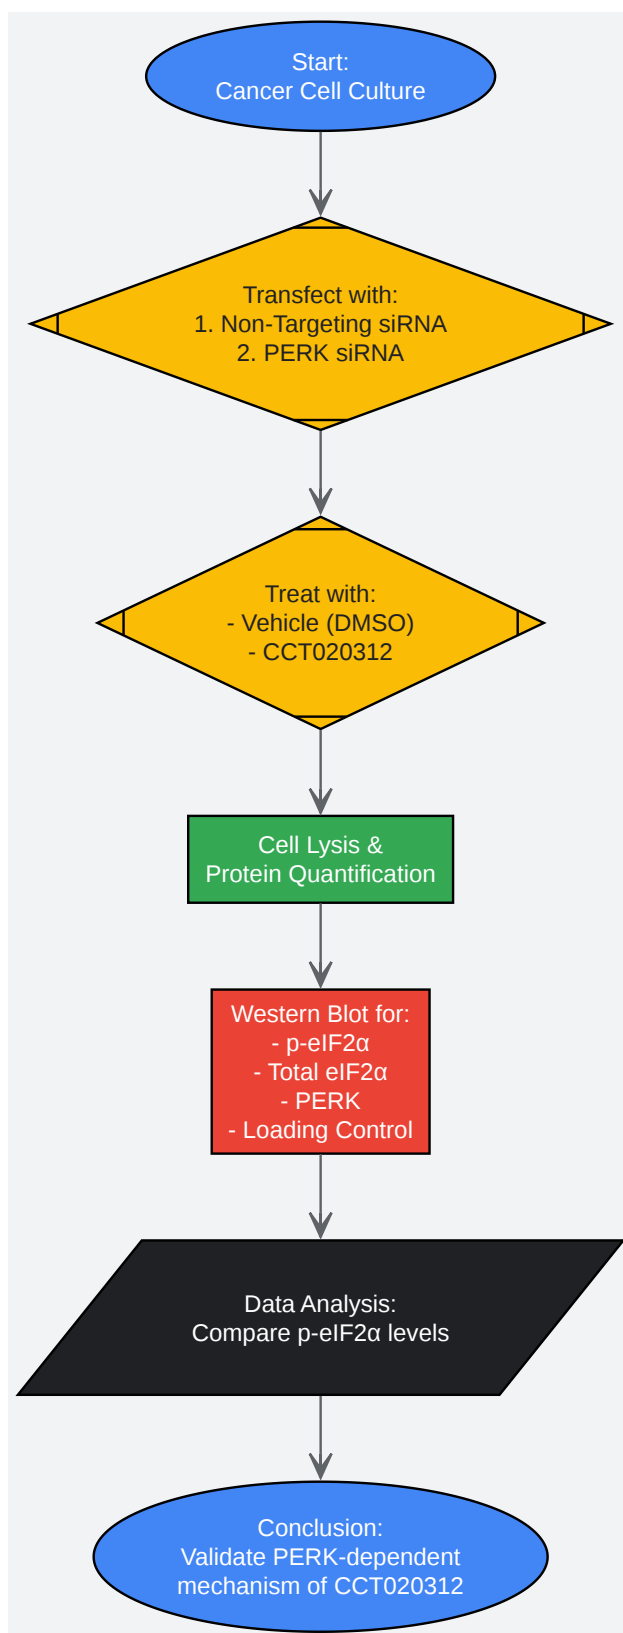 Start:
Cancer Cell Culture
Transfect with:
1. Non-Targeting siRNA
2. PERK siRNA
Treat with:
- Vehicle (DMSO)
- CCT020312
Cell Lysis &
Protein Quantification
Western Blot for:
- p-eIF2α
- Total eIF2α
- PERK
- Loading Control
Data Analysis:
Compare p-eIF2α levels
Conclusion:
Validate PERK-dependent
mechanism of CCT020312